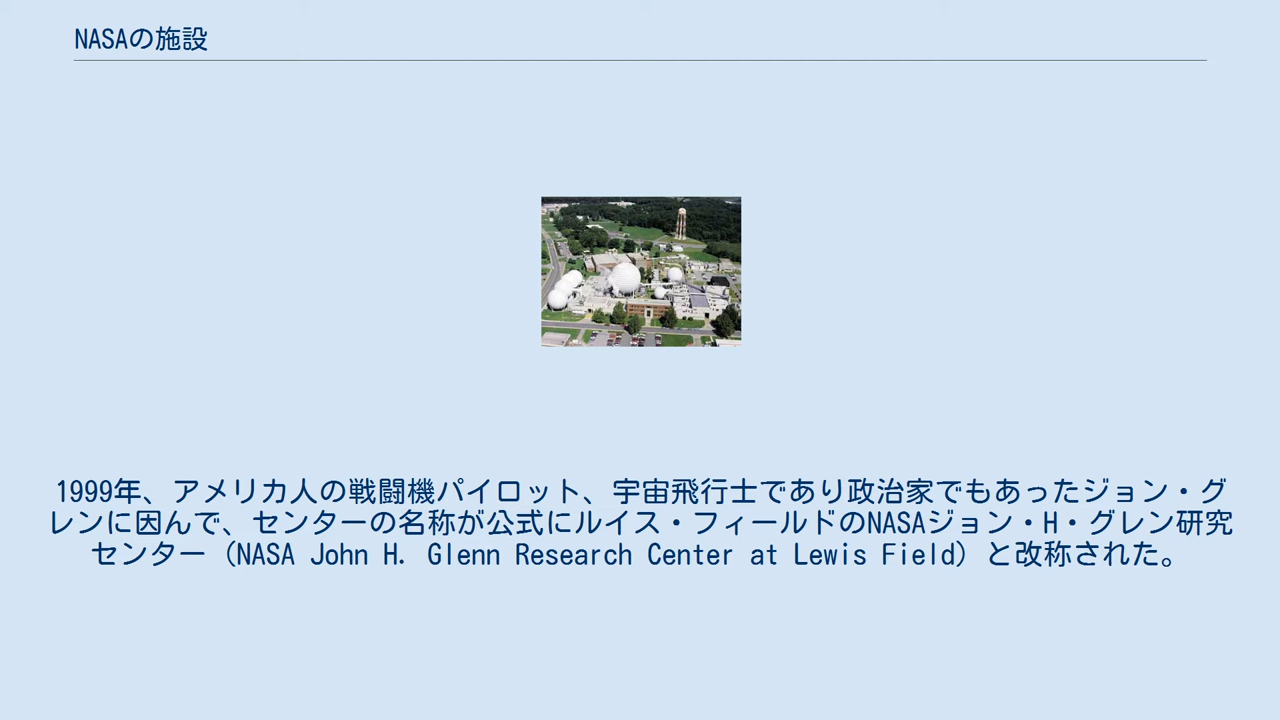 NASAの施設
1999年、アメリカ人の戦闘機パイロット、宇宙飛行士であり政治家でもあったジョン・グ
レンに因んで、センターの名称が公式にルイス・フィールドのNASAジョン・H・グレン研究
センター（NASA John H. Glenn Research Center at Lewis Field）と改称された。